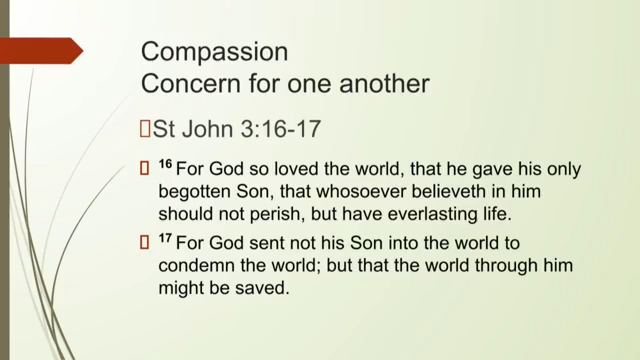 Compassion
Concern for one another
St John 3:16-17
16 For God so loved the world, that he gave his only
begotten Son, that whosoever believeth in him
should not perish, but have everlasting life.
17 For God sent not his Son into the world to
condemn the world; but that the world through him
might be saved.